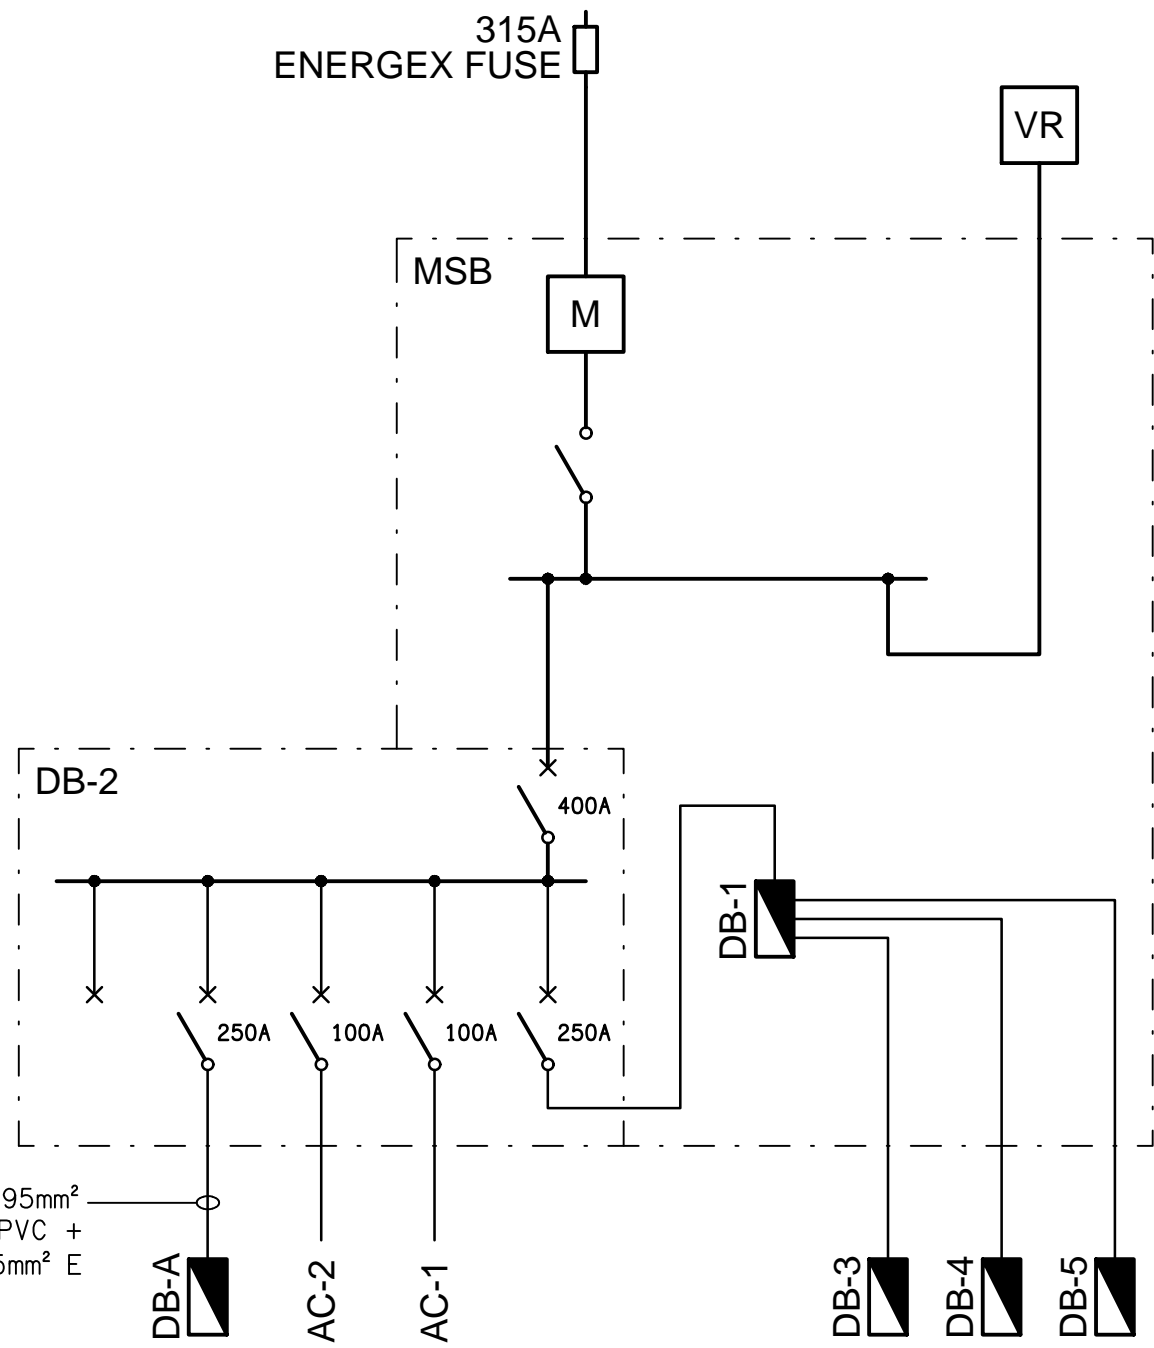 315A
ENERGEX FUSE
VR
MSB
M
DB-2
400A
DB-1
250A
100A
100A
250A
95mm²
PVC +
5mm² E
DB-A
AC-2
AC-1
DB-3
DB-4
DB-5